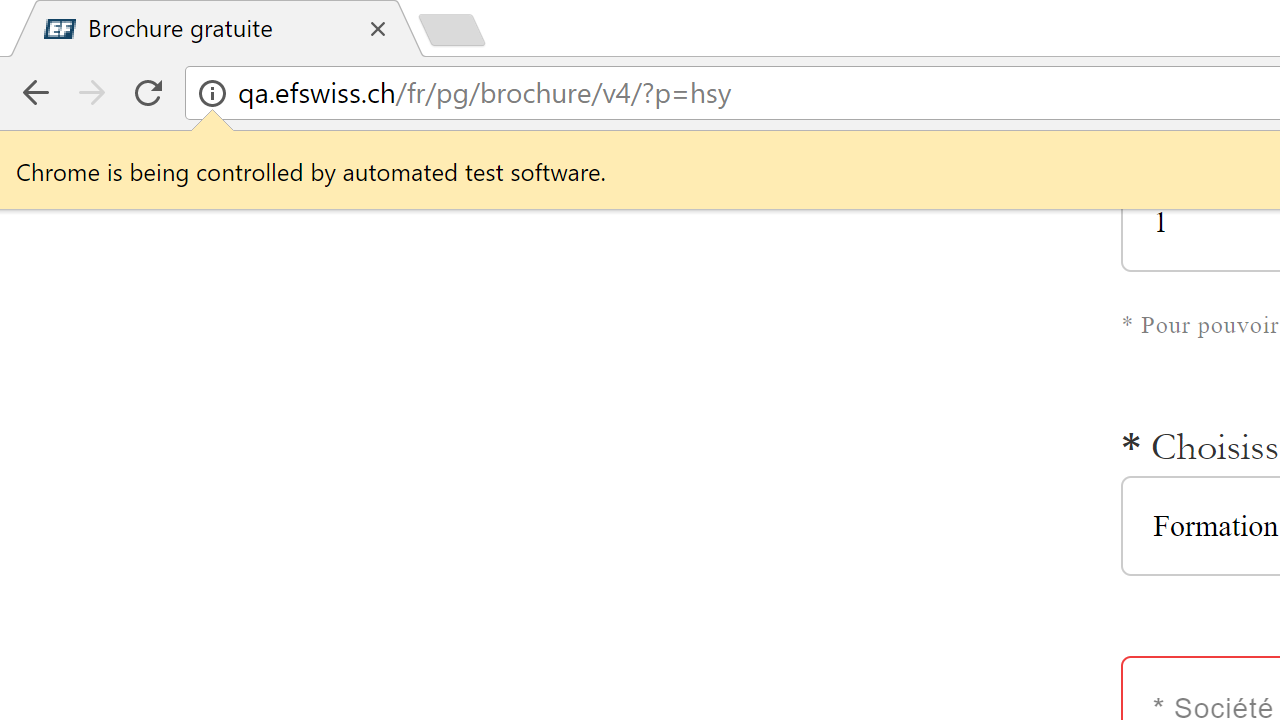 EF Brochure gratuite
qa.efswiss.ch/fr/pg/brochure/v4/?p=hsy
Chrome is being controlled by automated test software.
1
* Pour pouvoir
* Choisiss
Formation
* Société